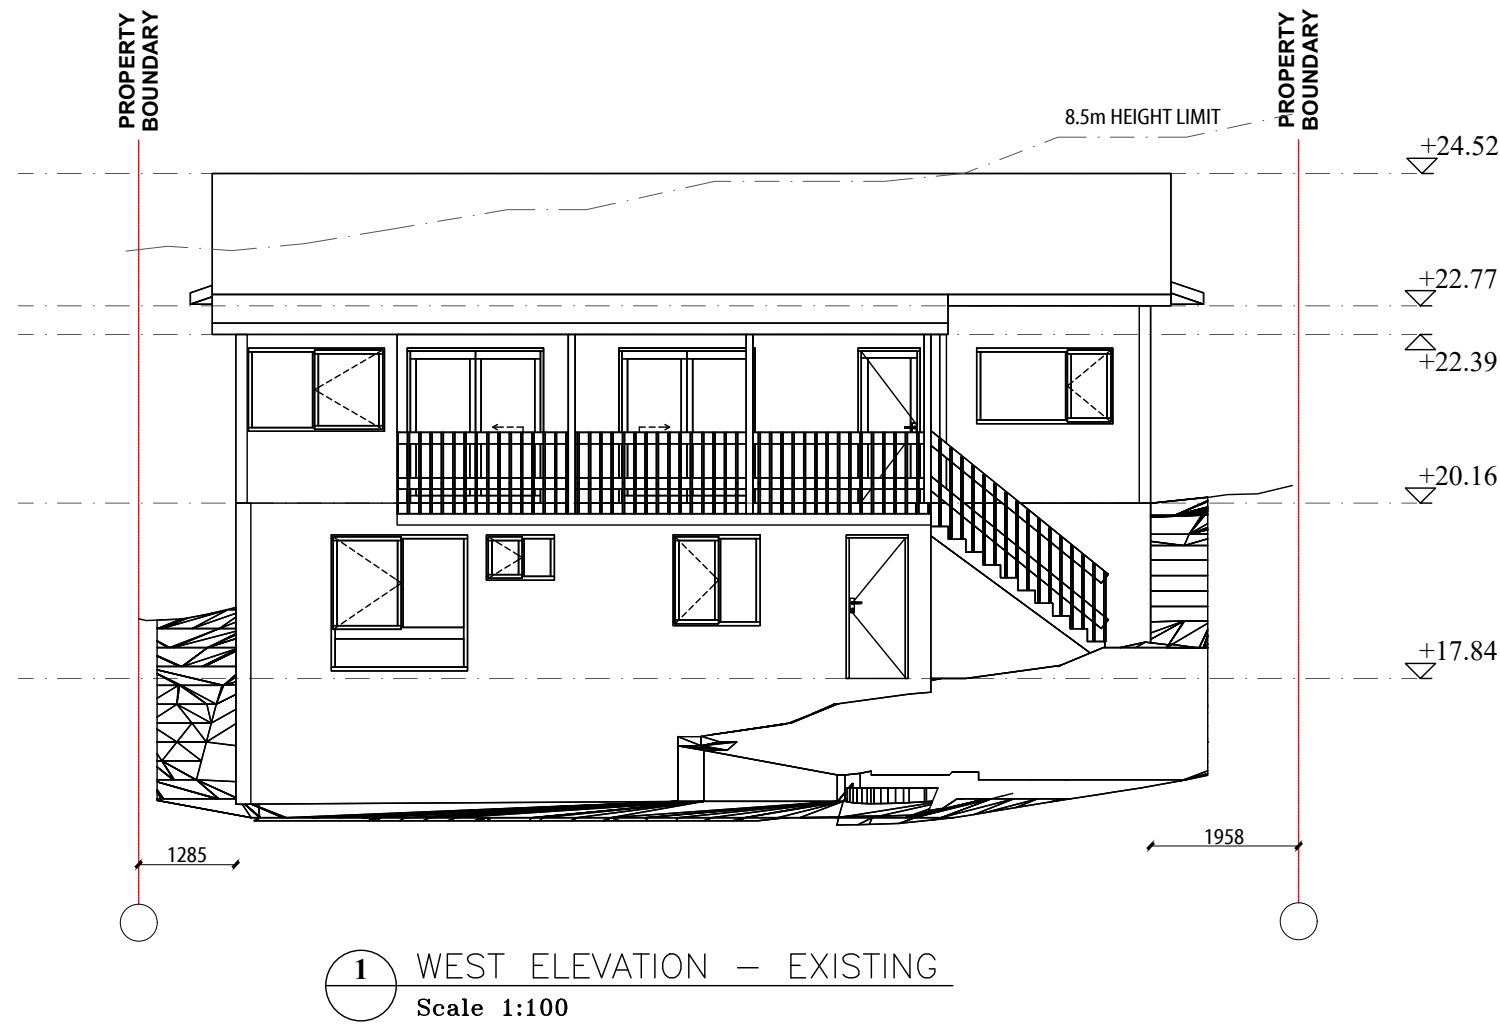 PROPERTY
BOUNDARY
PROPERTY
BOUNDARY
8.5m HEIGHT LIMIT
+24.52
+22.77
+22.39
+20.16
+17.84
1285
1958
1
WEST ELEVATION - EXISTING
Scale 1:100